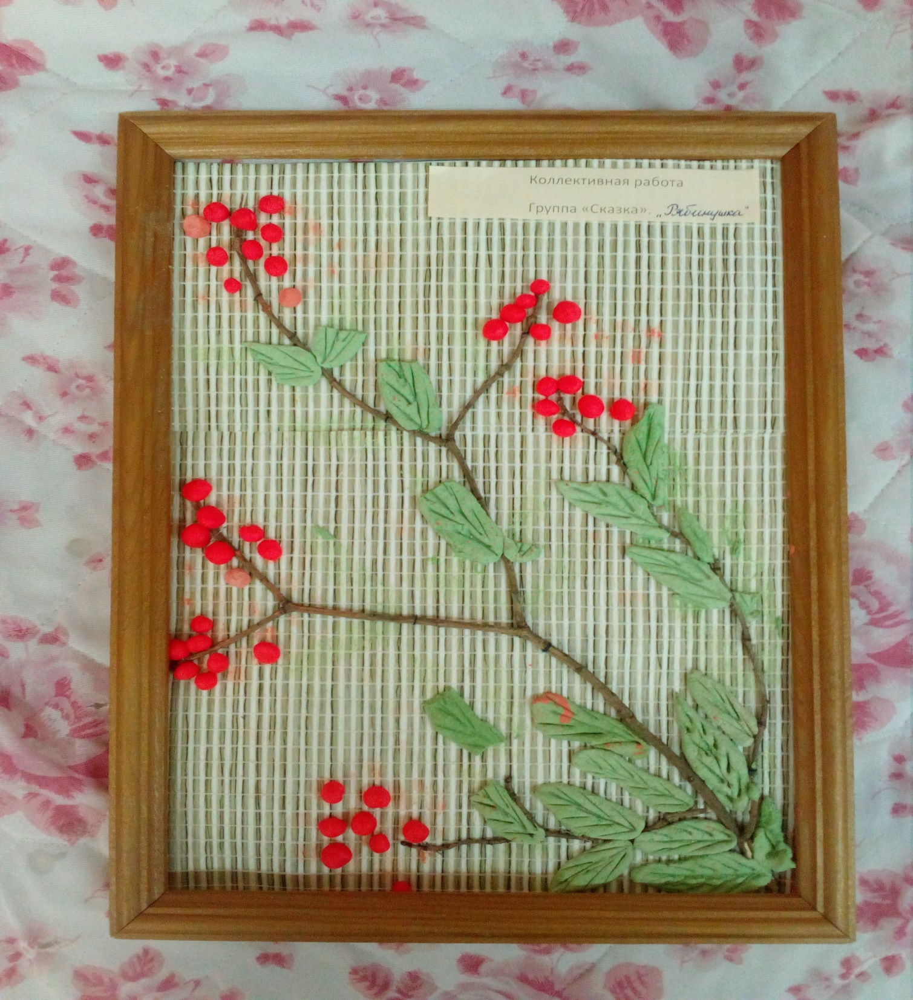 Коллективная работа
Группа «Сказка». „Рябинушка“